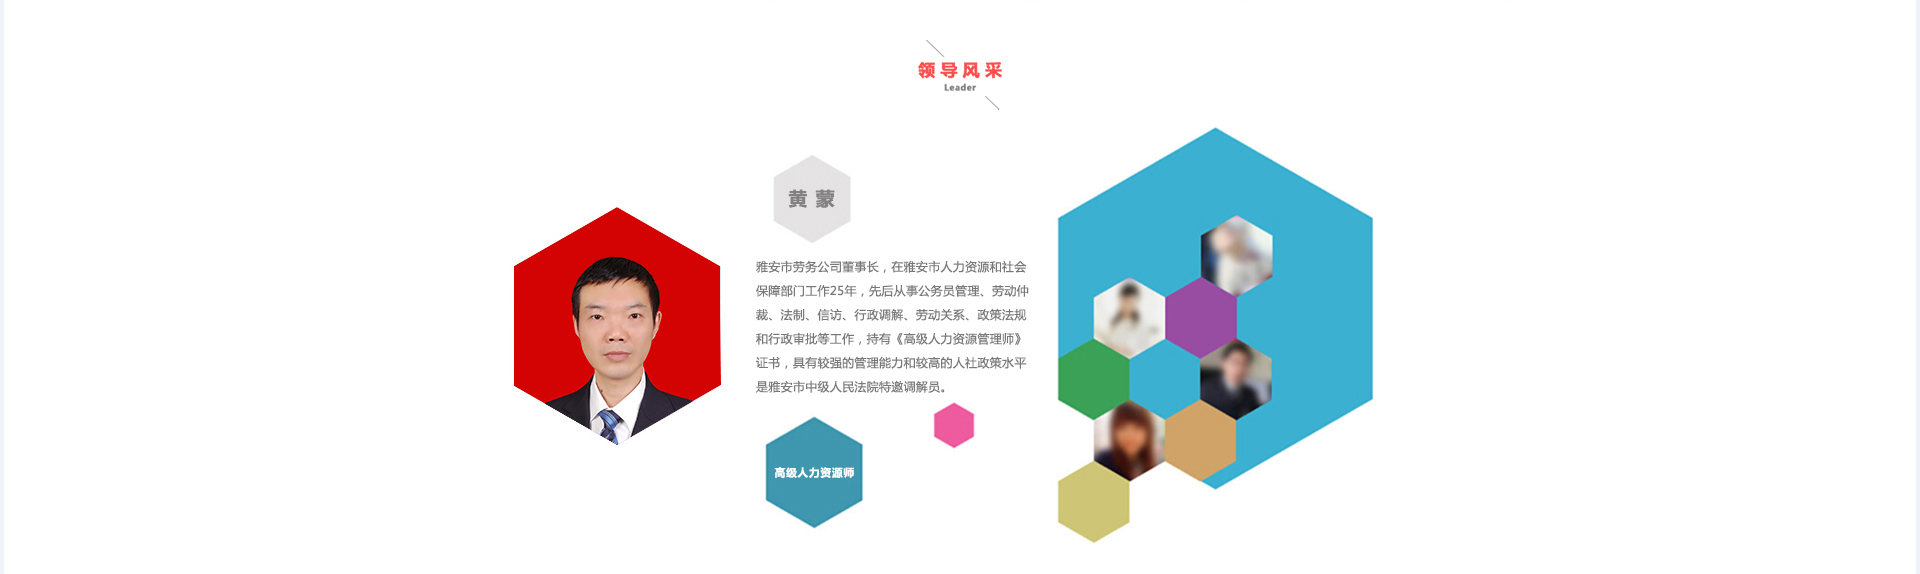 领导风采
Leader
黄蒙
雅安市劳务公司董事长，在雅安市人力资源和社会
保障部门工作25年，先后从事公务员管理、劳动仲
裁、法制、信访、行政调解、劳动关系、政策法规
和行政审批等工作，持有《高级人力资源管理师》
证书，具有较强的管理能力和较高的人社政策水平
是雅安市中级人民法院特邀调解员。
高级人力资源师